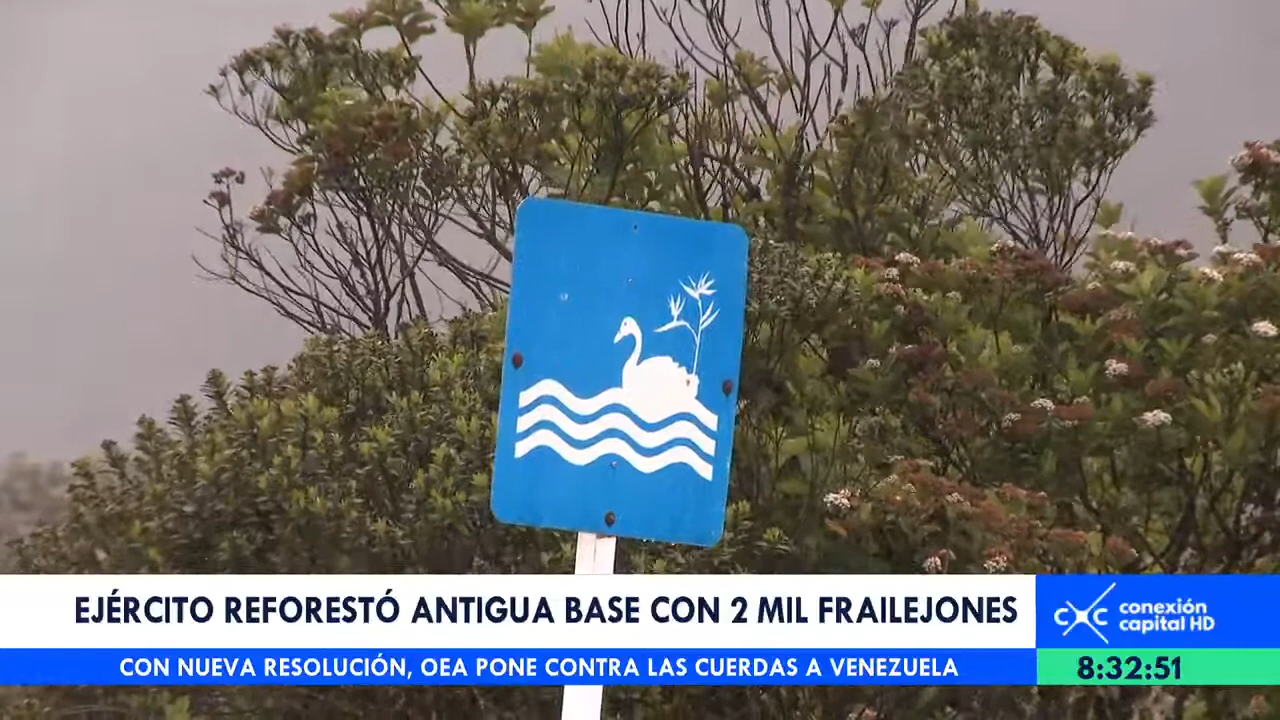 EJÉRCITO REFORESTÓ ANTIGUA BASE CON 2 MIL FRAILEJONES
CXC conexión
capital HD
CON NUEVA RESOLUCIÓN, OEA PONE CONTRA LAS CUERDAS A VENEZUELA
8:32:51